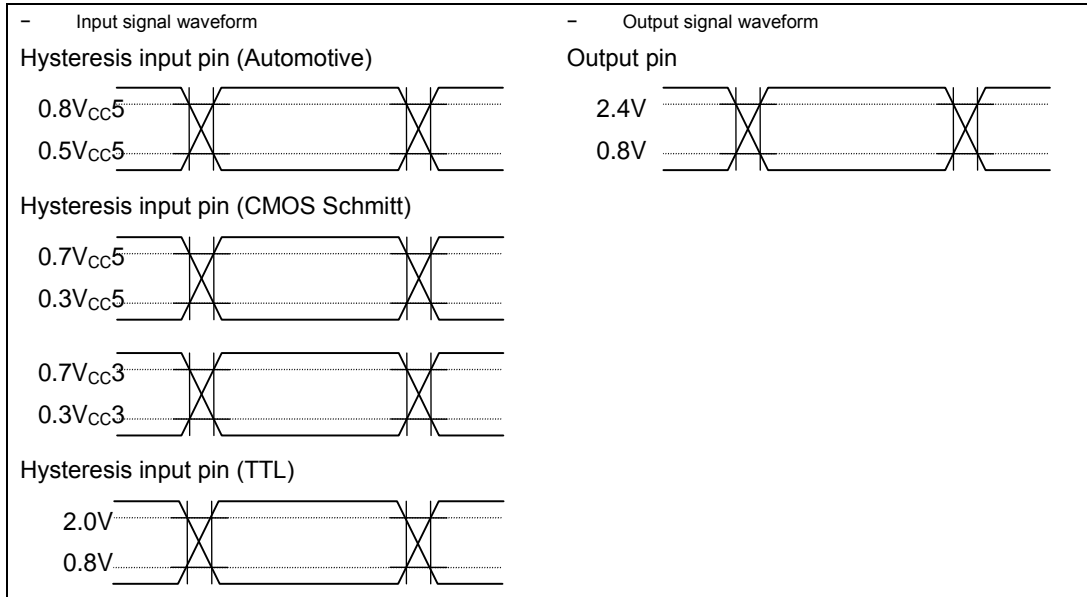 – Input signal waveform
Hysteresis input pin (Automotive)
0.8VCC5
0.5VCC5
Hysteresis input pin (CMOS Schmitt)
0.7VCC5
0.3VCC5
0.7VCC3
0.3VCC3
Hysteresis input pin (TTL)
2.0V
0.8V
– Output signal waveform
Output pin
2.4V
0.8V